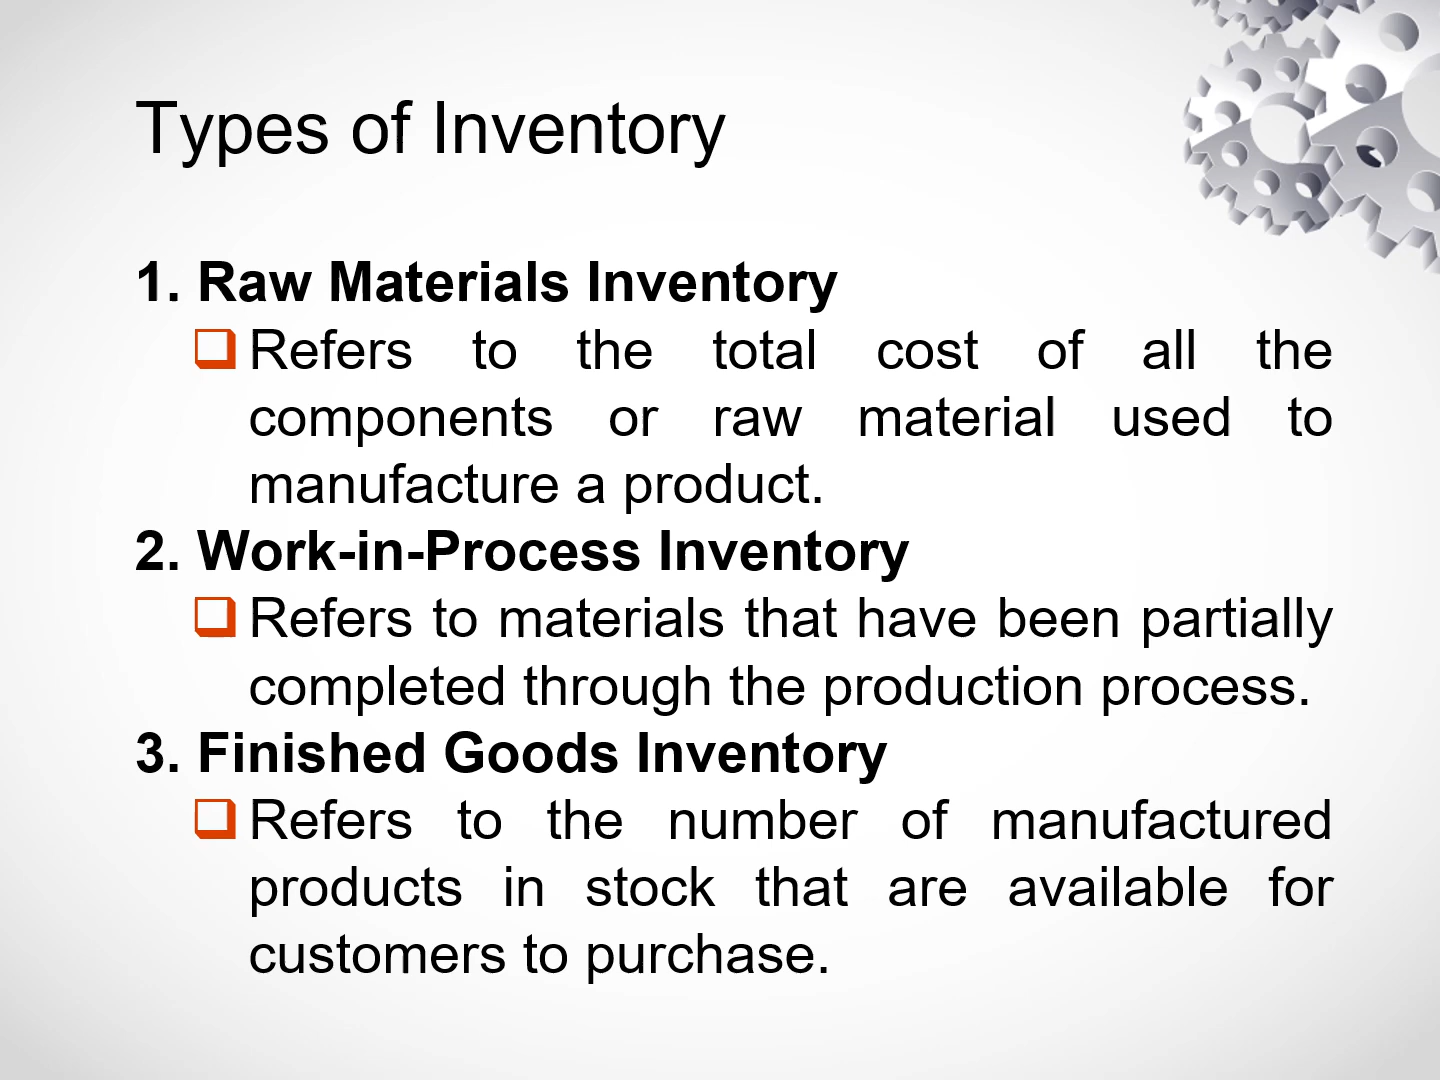 Types of Inventory
1. Raw Materials Inventory
❑ Refers to the total cost of all the
components or raw material used to
manufacture a product.
2. Work-in-Process Inventory
❑ Refers to materials that have been partially
completed through the production process.
3. Finished Goods Inventory
❑ Refers to the number of manufactured
products in stock that are available for
customers to purchase.